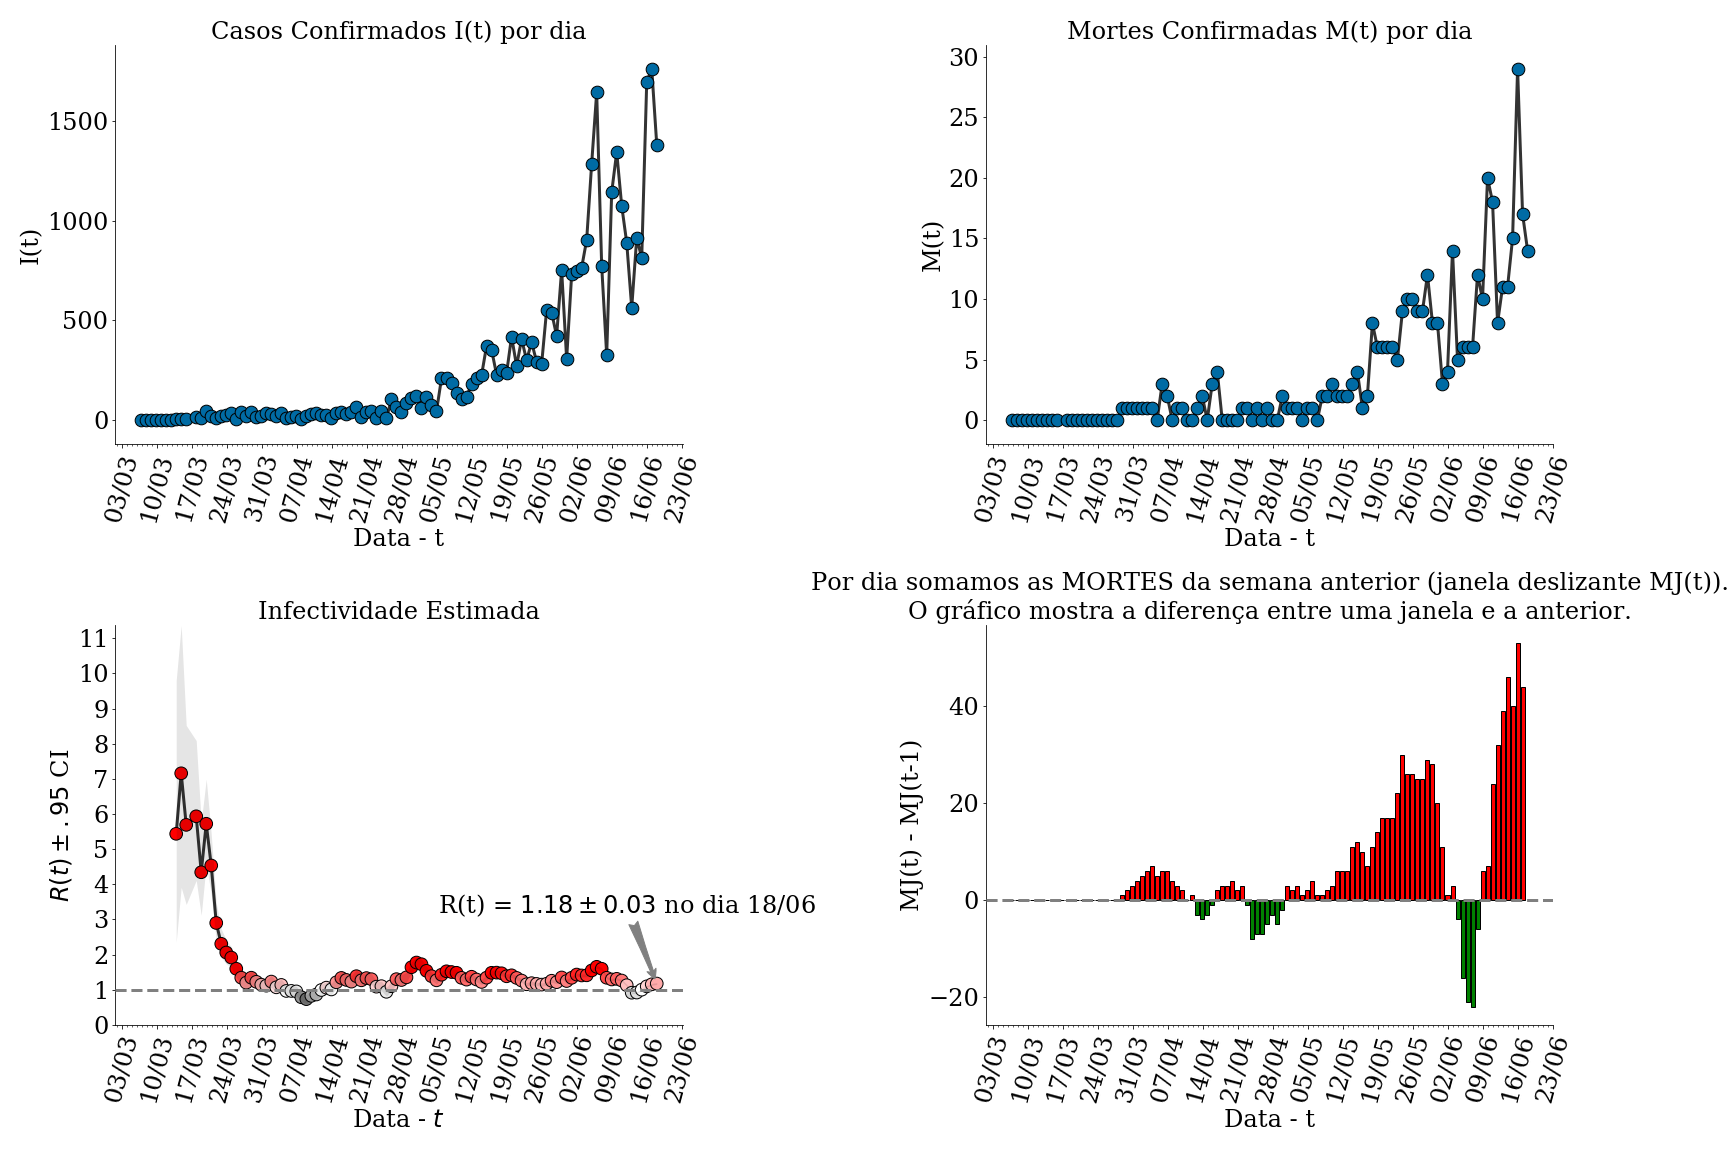 Casos Confirmados I(t) por dia
I(t)
1500
1000
500
0
03/03 10/03 17/03 24/03 31/03 07/04 14/04 21/04 28/04 05/05 12/05 19/05 26/05 02/06 09/06 16/06 23/06
Data - t
Mortes Confirmadas M(t) por dia
M(t)
30
25
20
15
10
5
0
03/03 10/03 17/03 24/03 31/03 07/04 14/04 21/04 28/04 05/05 12/05 19/05 26/05 02/06 09/06 16/06 23/06
Data - t
Infectividade Estimada
R(t) ± .95 CI
11
10
9
8
7
6
5
4
3
2
1
0
R(t) = 1.18 ± 0.03 no dia 18/06
03/03 10/03 17/03 24/03 31/03 07/04 14/04 21/04 28/04 05/05 12/05 19/05 26/05 02/06 09/06 16/06 23/06
Data - t
Por dia somamos as MORTES da semana anterior (janela deslizante MJ(t)).
O gráfico mostra a diferença entre uma janela e a anterior.
MJ(t) - MJ(t-1)
40
20
0
−20
03/03 10/03 17/03 24/03 31/03 07/04 14/04 21/04 28/04 05/05 12/05 19/05 26/05 02/06 09/06 16/06 23/06
Data - t